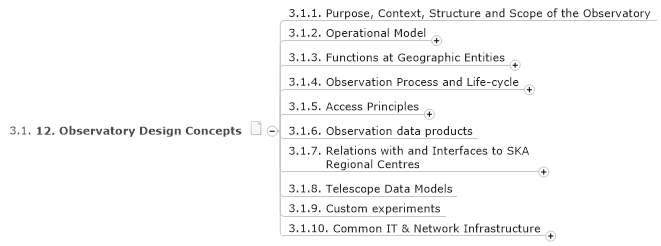 3.1. 12. Observatory Design Concepts
3.1.1. Purpose, Context, Structure and Scope of the Observatory
3.1.2. Operational Model
3.1.3. Functions at Geographic Entities
3.1.4. Observation Process and Life-cycle
3.1.5. Access Principles
3.1.6. Observation data products
3.1.7. Relations with and Interfaces to SKA
Regional Centres
3.1.8. Telescope Data Models
3.1.9. Custom experiments
3.1.10. Common IT & Network Infrastructure